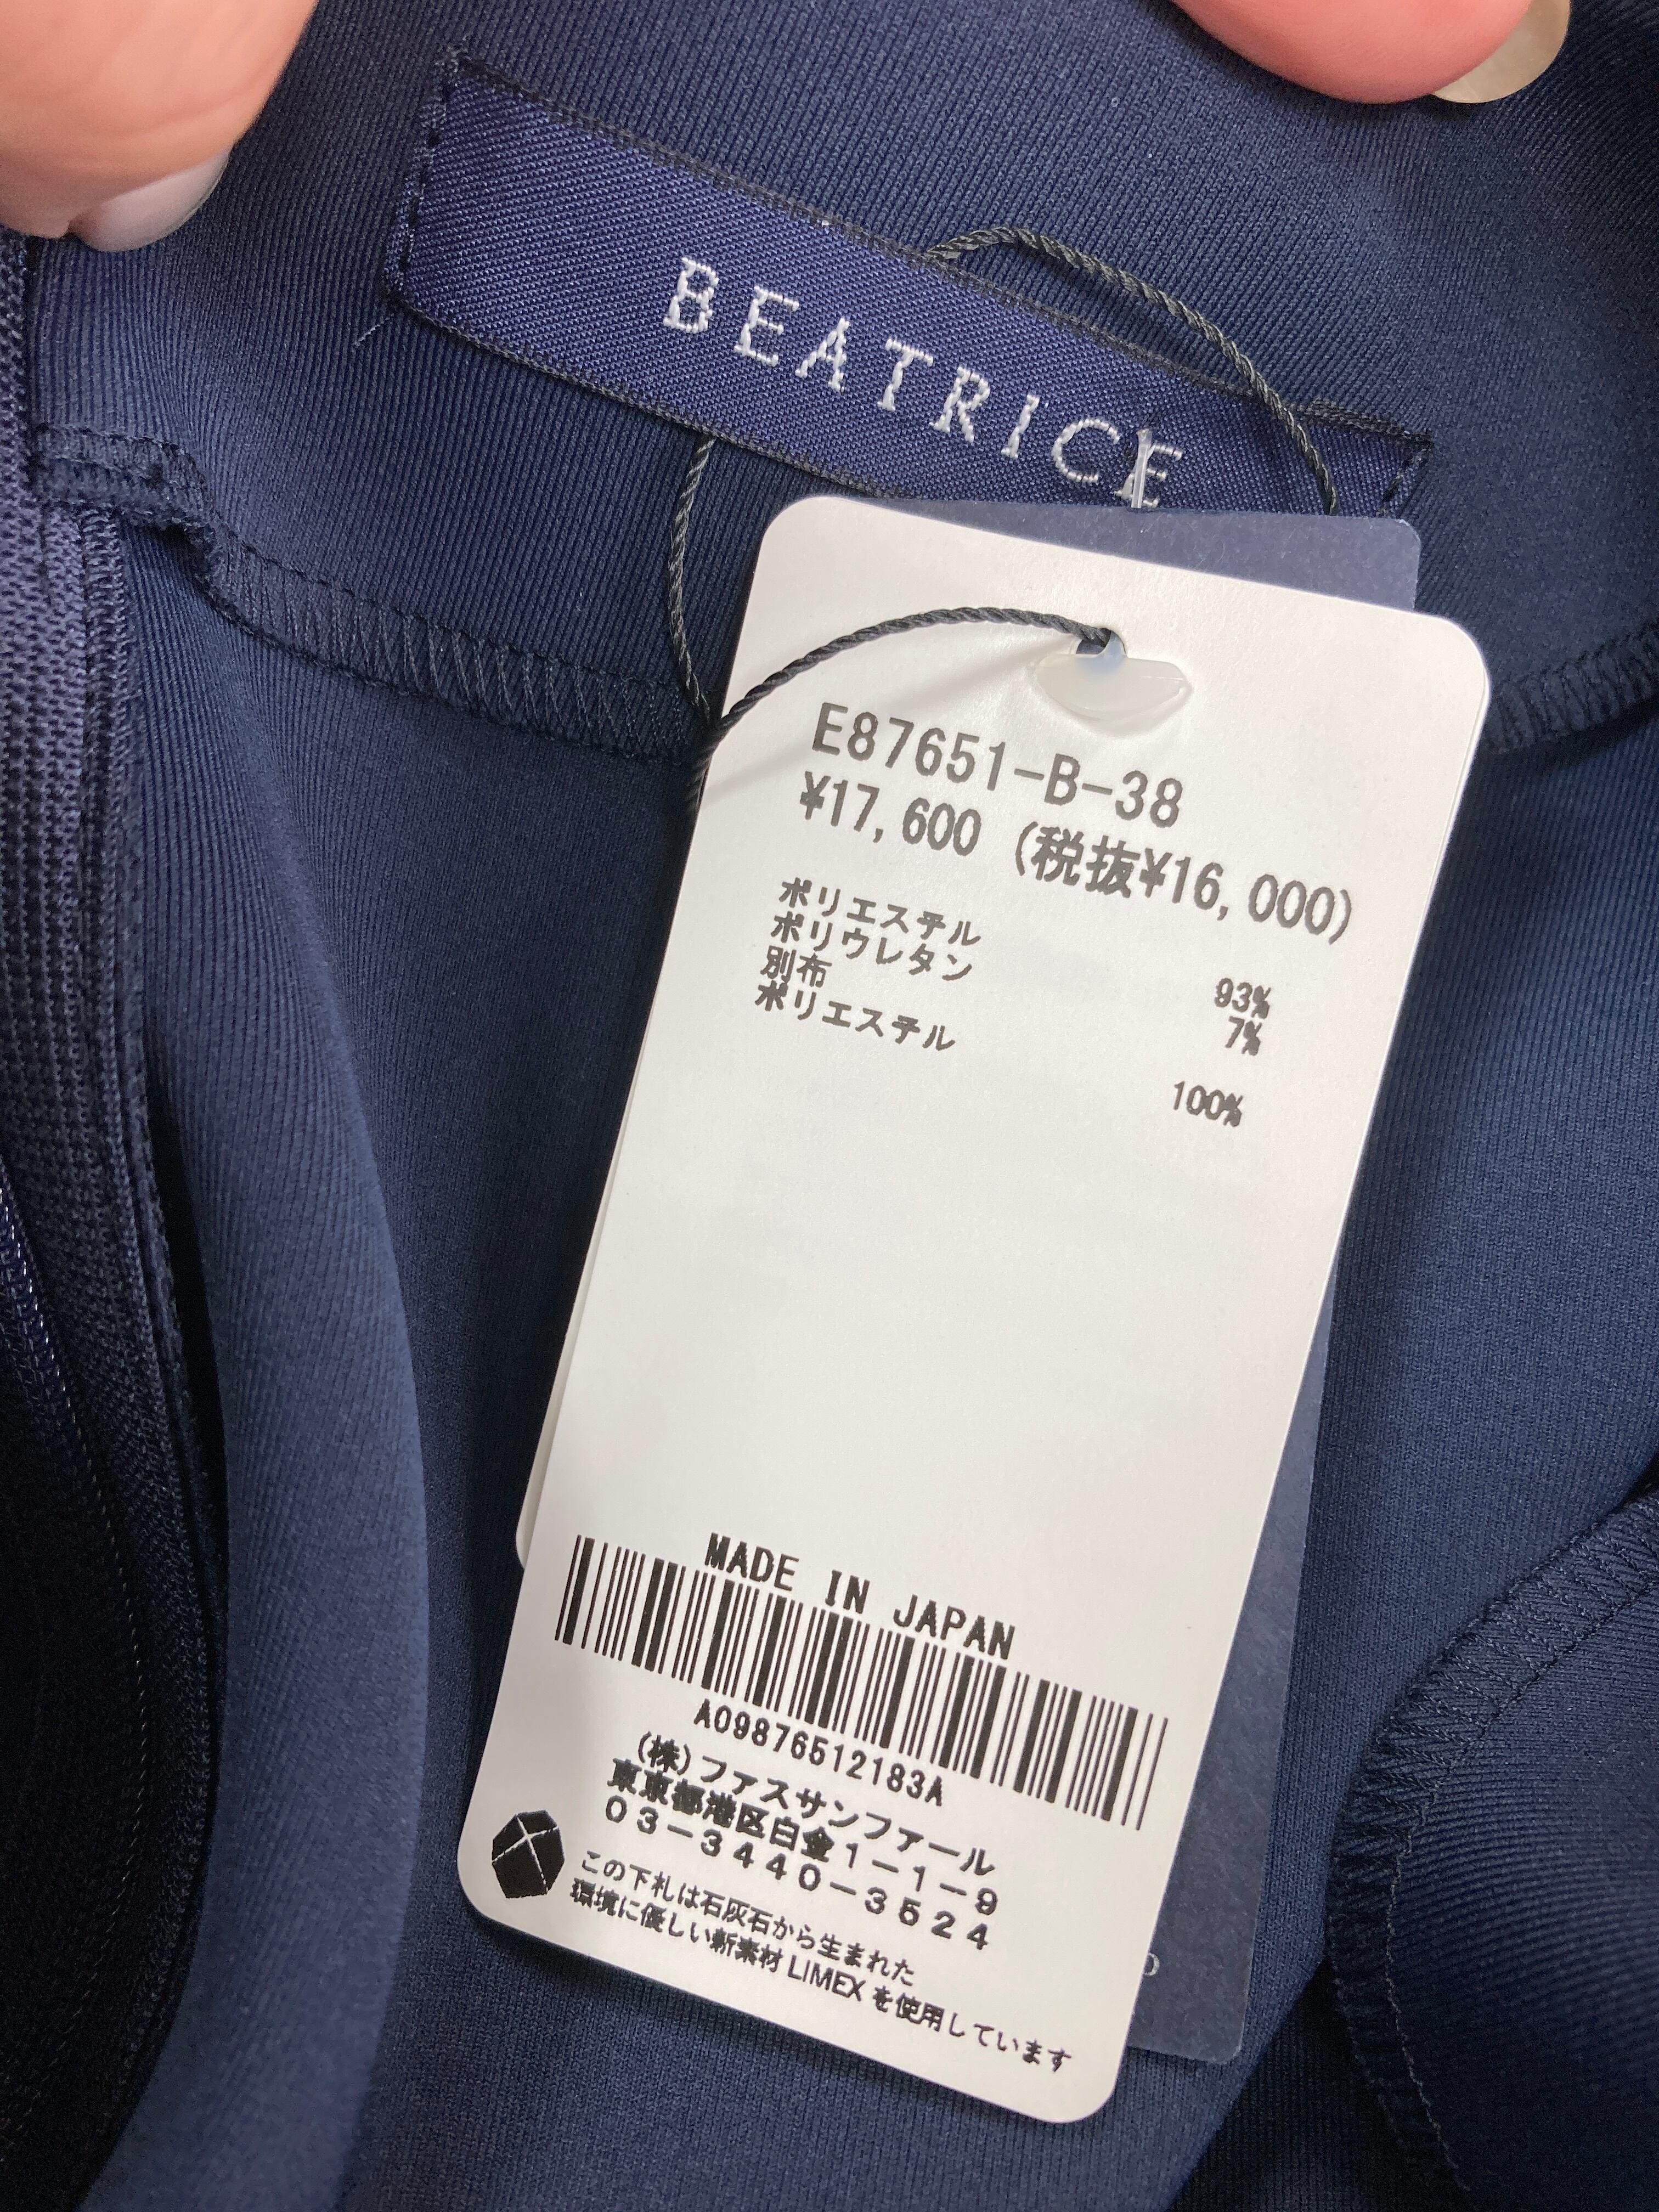 BEATRICE
E87651-B-38
¥17,600 (税抜¥16,000)
ポリエステル 93%
ポリウレタン 7%
別布
ポリエステル 100%
MADE IN JAPAN
A09876512183A
(株)ファスサンファール
東京都港区白金1-1-9
03-3440-3524
この下札は石灰石から生まれた
環境に優しい新素材 LIMEX を使用しています